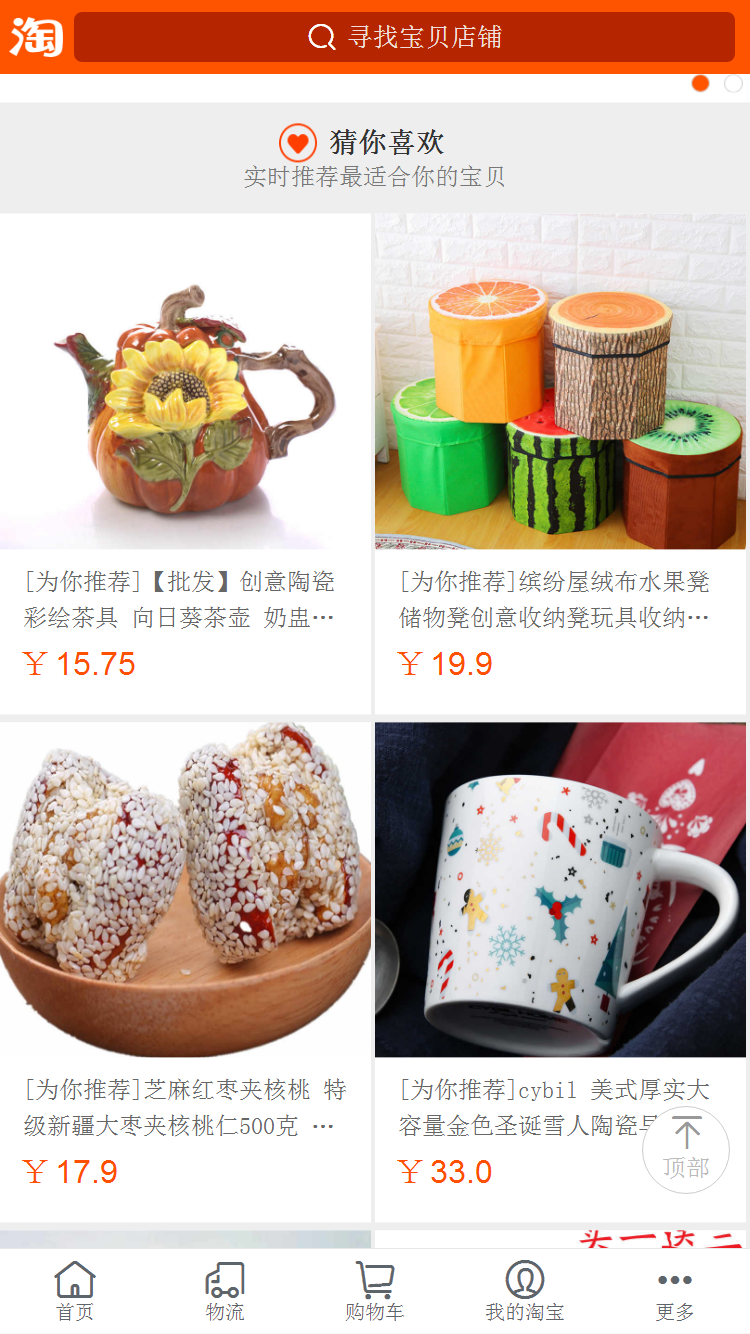 淘
寻找宝贝店铺
猜你喜欢
实时推荐最适合你的宝贝
[为你推荐]【批发】创意陶瓷
彩绘茶具 向日葵茶壶 奶蛊…
￥15.75
[为你推荐]缤纷屋绒布水果凳
储物凳创意收纳凳玩具收纳…
￥19.9
[为你推荐]芝麻红枣夹核桃 特
级新疆大枣夹核桃仁500克 …
￥17.9
[为你推荐]cybil 美式厚实大
容量金色圣诞雪人陶瓷
￥33.0
顶部
首页
物流
购物车
我的淘宝
更多